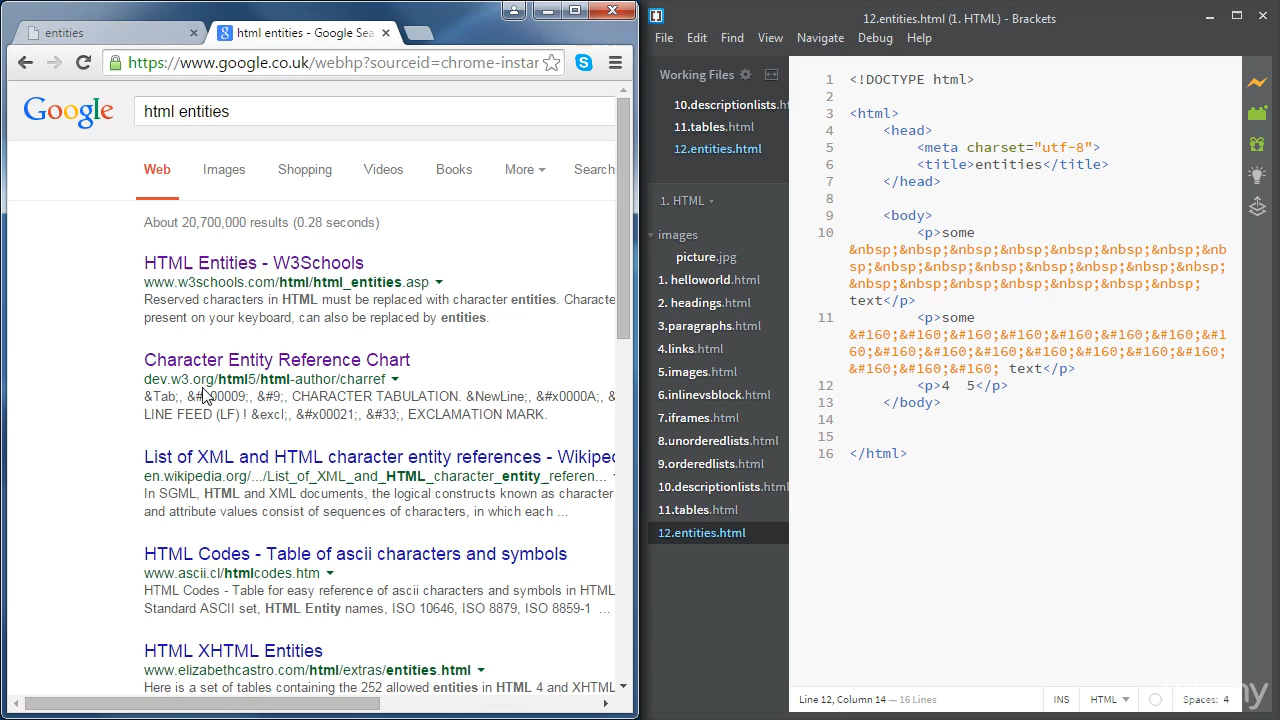 entities
html entities - Google Sea
https://www.google.co.uk/webhp?sourceid=chrome-instar
Google
html entities
Web Images Shopping Videos Books More Search
About 20,700,000 results (0.28 seconds)
HTML Entities - W3Schools
www.w3schools.com/html/html_entities.asp
Reserved characters in HTML must be replaced with character entities. Characte
present on your keyboard, can also be replaced by entities.
Character Entity Reference Chart
dev.w3.org/html5/html-author/charref
&Tab;, &#x00009;, &#9;, CHARACTER TABULATION. &NewLine;, &#x0000A;, &
LINE FEED (LF) ! &excl;, &#x00021;, &#33;, EXCLAMATION MARK.
List of XML and HTML character entity references - Wikiped
en.wikipedia.org/.../List_of_XML_and_HTML_character_entity_referen...
In SGML, HTML and XML documents, the logical constructs known as character
and attribute values consist of sequences of characters, in which each ...
HTML Codes - Table of ascii characters and symbols
www.ascii.cl/htmlcodes.htm
HTML Codes - Table for easy reference of ascii characters and symbols in HTML
Standard ASCII set, HTML Entity names, ISO 10646, ISO 8879, ISO 8859-1 ...
HTML XHTML Entities
www.elizabethcastro.com/html/extras/entities.html
Here is a set of tables containing the 252 allowed entities in HTML 4 and XHTML
12.entities.html (1. HTML) - Brackets
File Edit Find View Navigate Debug Help
Working Files
10.descriptionlists.ht
11.tables.html
12.entities.html
1. HTML
images
picture.jpg
1. helloworld.html
2. headings.html
3.paragraphs.html
4.links.html
5.images.html
6.inlinevsblock.html
7.iframes.html
8.unorderedlists.html
9.orderedlists.html
10.descriptionlists.html
11.tables.html
12.entities.html
1 <!DOCTYPE html>
2
3 <html>
4 <head>
5 <meta charset="utf-8">
6 <title>entities</title>
7 </head>
8
9 <body>
10 <p>some
&nbsp;&nbsp;&nbsp;&nbsp;&nbsp;&nbsp;&nbsp;&nb
sp;&nbsp;&nbsp;&nbsp;&nbsp;&nbsp;&nbsp;&nbsp;
&nbsp;&nbsp;&nbsp;&nbsp;&nbsp;&nbsp;&nbsp;
text</p>
11 <p>some
&#160;&#160;&#160;&#160;&#160;&#160;&#160;&#1
60;&#160;&#160;&#160;&#160;&#160;&#160;&#160;
&#160;&#160;&#160; text</p>
12 <p>4  5</p>
13 </body>
14
15
16 </html>
Line 12, Column 14 — 16 Lines
INS HTML Spaces: 4
udemy